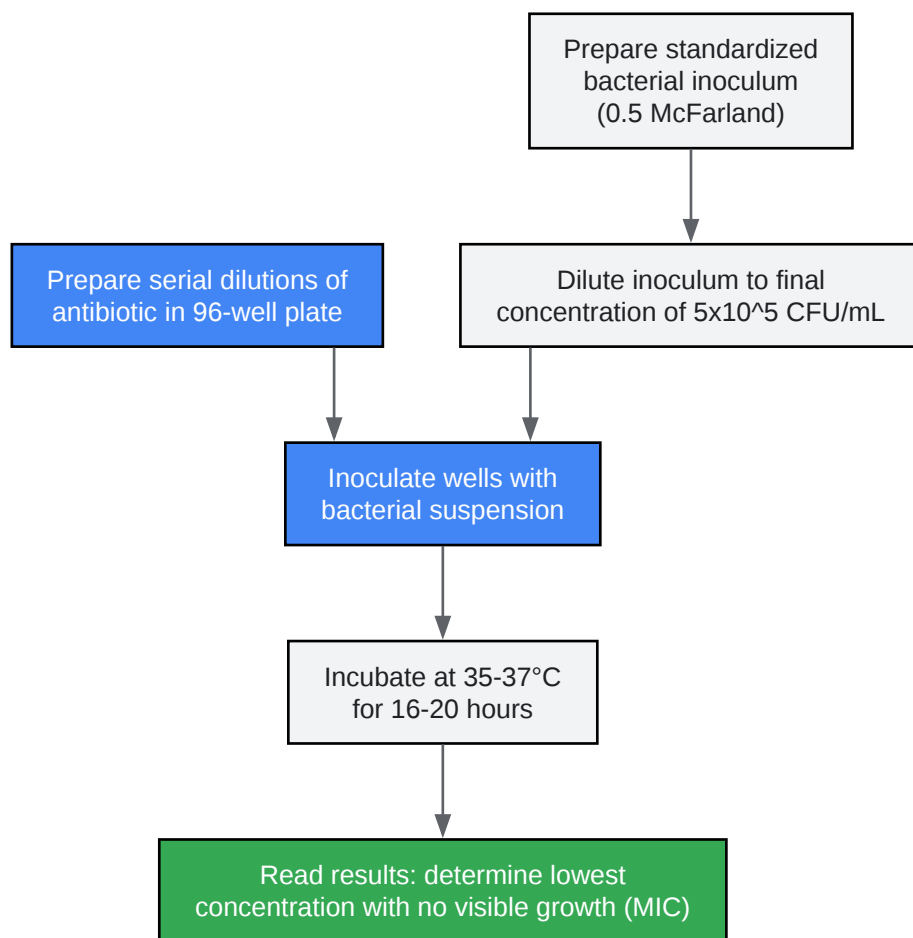 Prepare standardized
bacterial inoculum
(0.5 McFarland)
Prepare serial dilutions of
antibiotic in 96-well plate
Dilute inoculum to final
concentration of 5x10^5 CFU/mL
Inoculate wells with
bacterial suspension
Incubate at 35-37°C
for 16-20 hours
Read results: determine lowest
concentration with no visible growth (MIC)